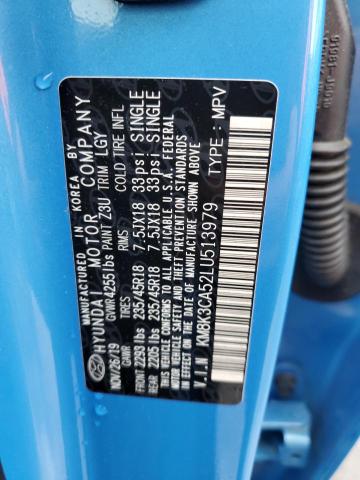 MANUFACTURED IN KOREA BY
HYUNDAI MOTOR COMPANY
NOV/26/19 GVWR 4255lbs PAINT Z3U TRIM LGY
GAWR TIRES RIMS COLD TIRE INFL
FRONT 2293 lbs 235/45R18 7.5JX18 33psi SINGLE
REAR 2205 lbs 235/45R18 7.5JX18 33psi SINGLE
THIS VEHICLE CONFORMS TO ALL APPLICABLE U.S.A. FEDERAL
MOTOR VEHICLE SAFETY, BUMPER, AND THEFT PREVENTION STANDARDS
IN EFFECT ON THE DATE OF MANUFACTURE SHOWN ABOVE.
V.I.N : KM8K3CA52LU513979 TYPE : MPV